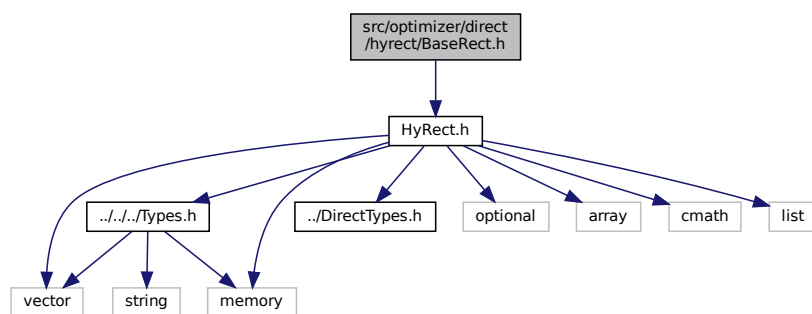 src/optimizer/direct
/hyrect/BaseRect.h
HyRect.h
../../../Types.h
../DirectTypes.h
optional
array
cmath
list
vector
string
memory